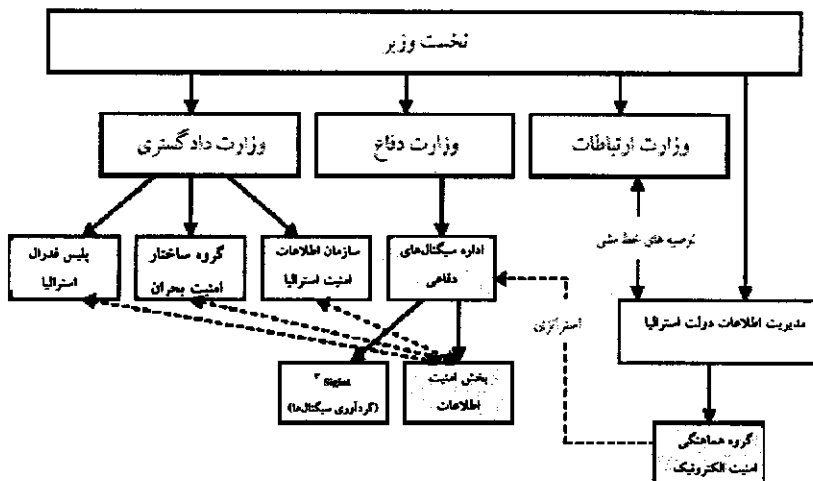 نخست وزیر
وزارت ارتباطات
وزارت دفاع
وزارت دادگستری
توصیه های خط مشی
اداره سیگنال‌های
دفاعی
سازمان اطلاعات
امنیت استرالیا
گروه ساختار
امنیت بحران
پلیس فدرال
استرالیا
مدیریت اطلاعات دولت استرالیا
استراتژی
بخش امنیت
اطلاعات
Sigint ۳
(گردآوری سیگنال‌ها)
گروه هماهنگی
امنیت الکترونیک